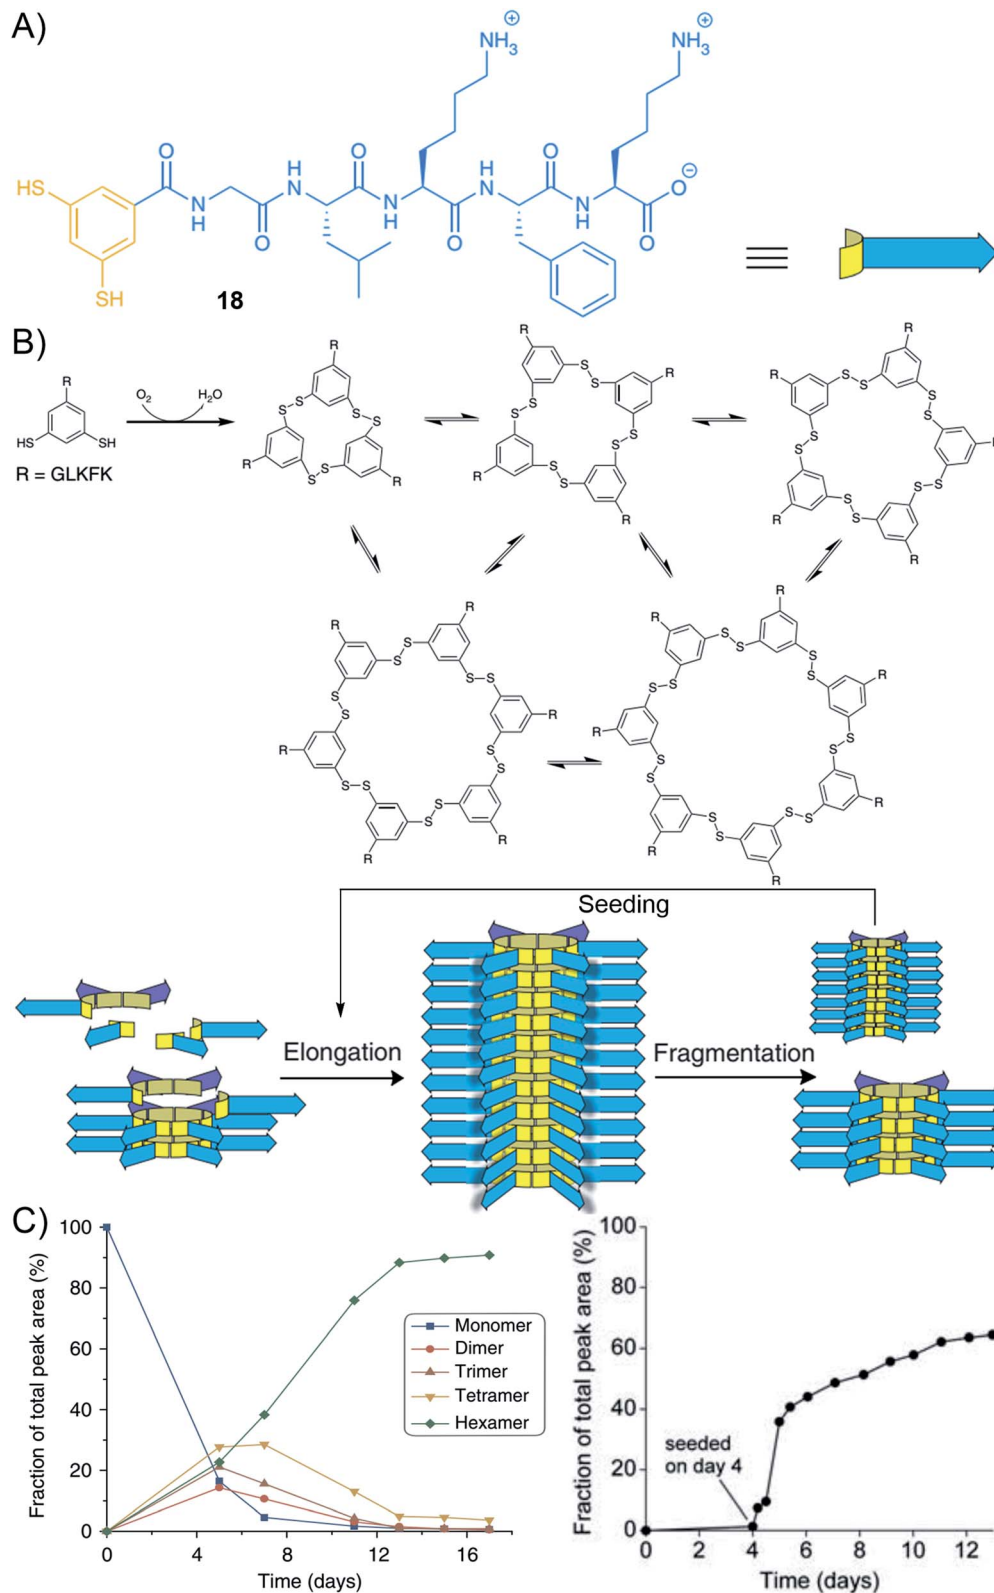 A)
NH3 ⊕
NH3 ⊕
HS
O
N
H
O
H
N
O
N
H
O
H
N
O
N
H
O
O ⊖
SH
18
B)
R
HS
SH
R = GLKFK
O2
H2O
R
S
S
S
S
S
S
R
R
R
R
S
S
S
S
S
S
S
S
R
R
R
R
S
S
S
S
S
S
S
S
S
S
R
R
R
R
R
S
S
S
S
S
S
S
S
S
S
S
S
R
R
R
R
R
R
S
S
S
S
S
S
S
S
S
S
S
S
S
S
R
R
R
R
R
Seeding
Elongation
Fragmentation
C)
Fraction of total peak area (%)
100
80
60
40
20
0
0
4
8
12
16
Time (days)
Monomer
Dimer
Trimer
Tetramer
Hexamer
Fraction of total peak area (%)
100
80
60
40
20
0
0
2
4
6
8
10
12
Time (days)
seeded
on day 4